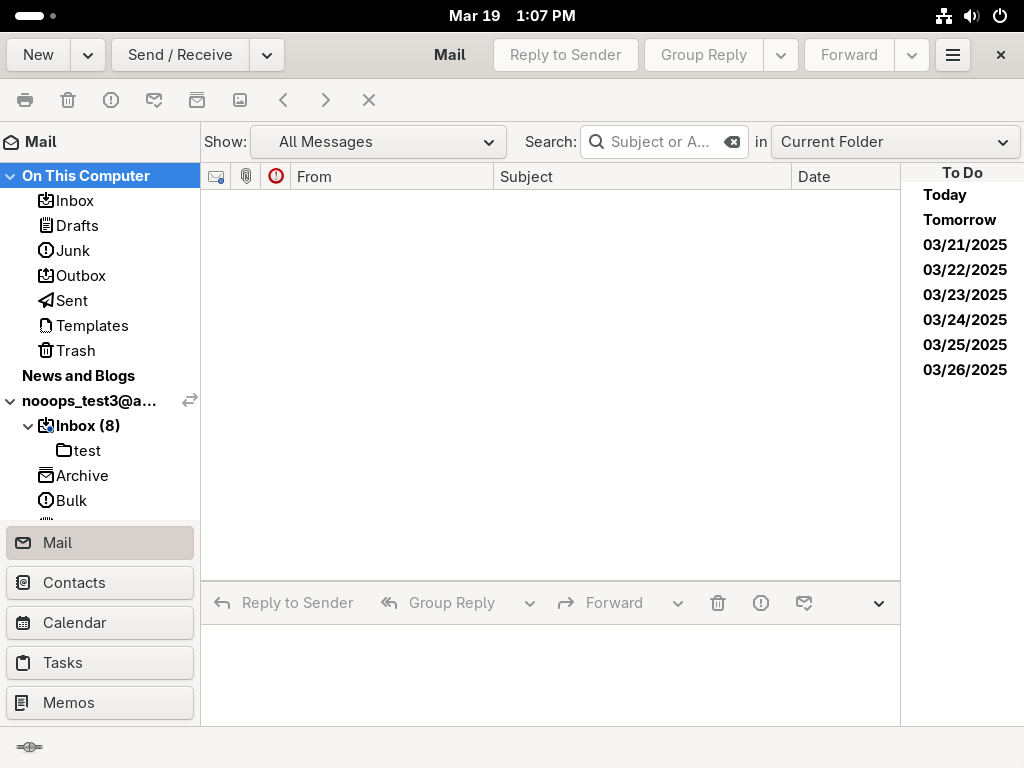 Mar 19 1:07 PM
New Send / Receive Mail Reply to Sender Group Reply Forward
Mail Show: All Messages Search: Subject or A... in Current Folder
On This Computer
Inbox
Drafts
Junk
Outbox
Sent
Templates
Trash
News and Blogs
nooops_test3@a...
Inbox (8)
test
Archive
Bulk
Mail
Contacts
Calendar
Tasks
Memos
From Subject Date
Reply to Sender Group Reply Forward
To Do
Today
Tomorrow
03/21/2025
03/22/2025
03/23/2025
03/24/2025
03/25/2025
03/26/2025